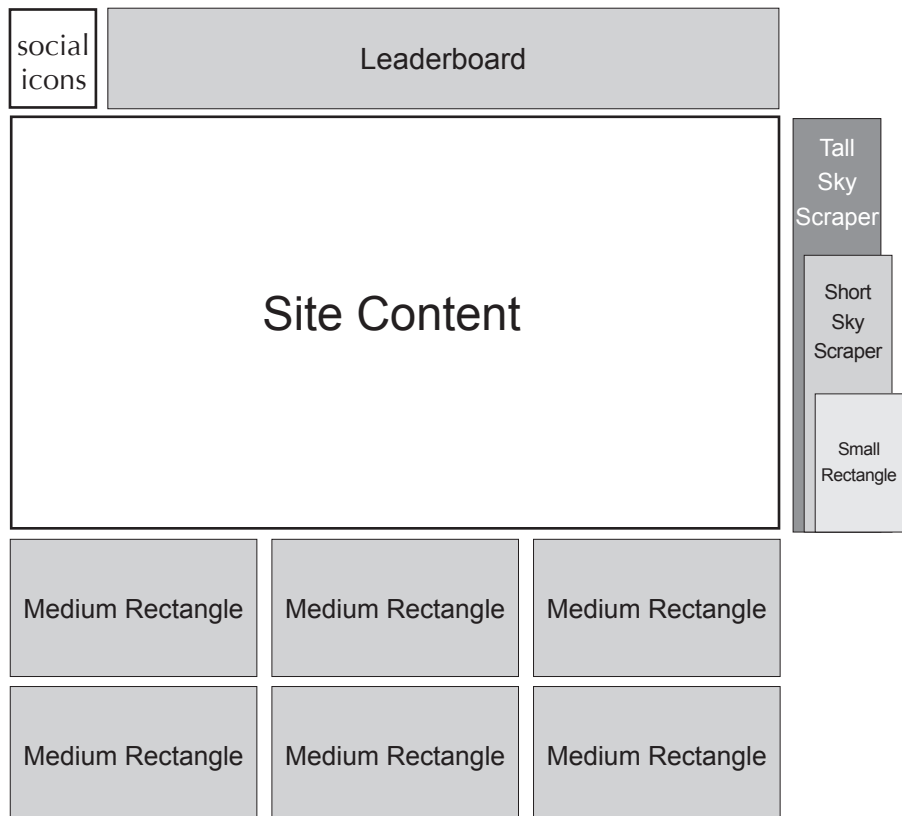 social
icons
Leaderboard
Site Content
Tall
Sky
Scraper
Short
Sky
Scraper
Small
Rectangle
Medium Rectangle
Medium Rectangle
Medium Rectangle
Medium Rectangle
Medium Rectangle
Medium Rectangle